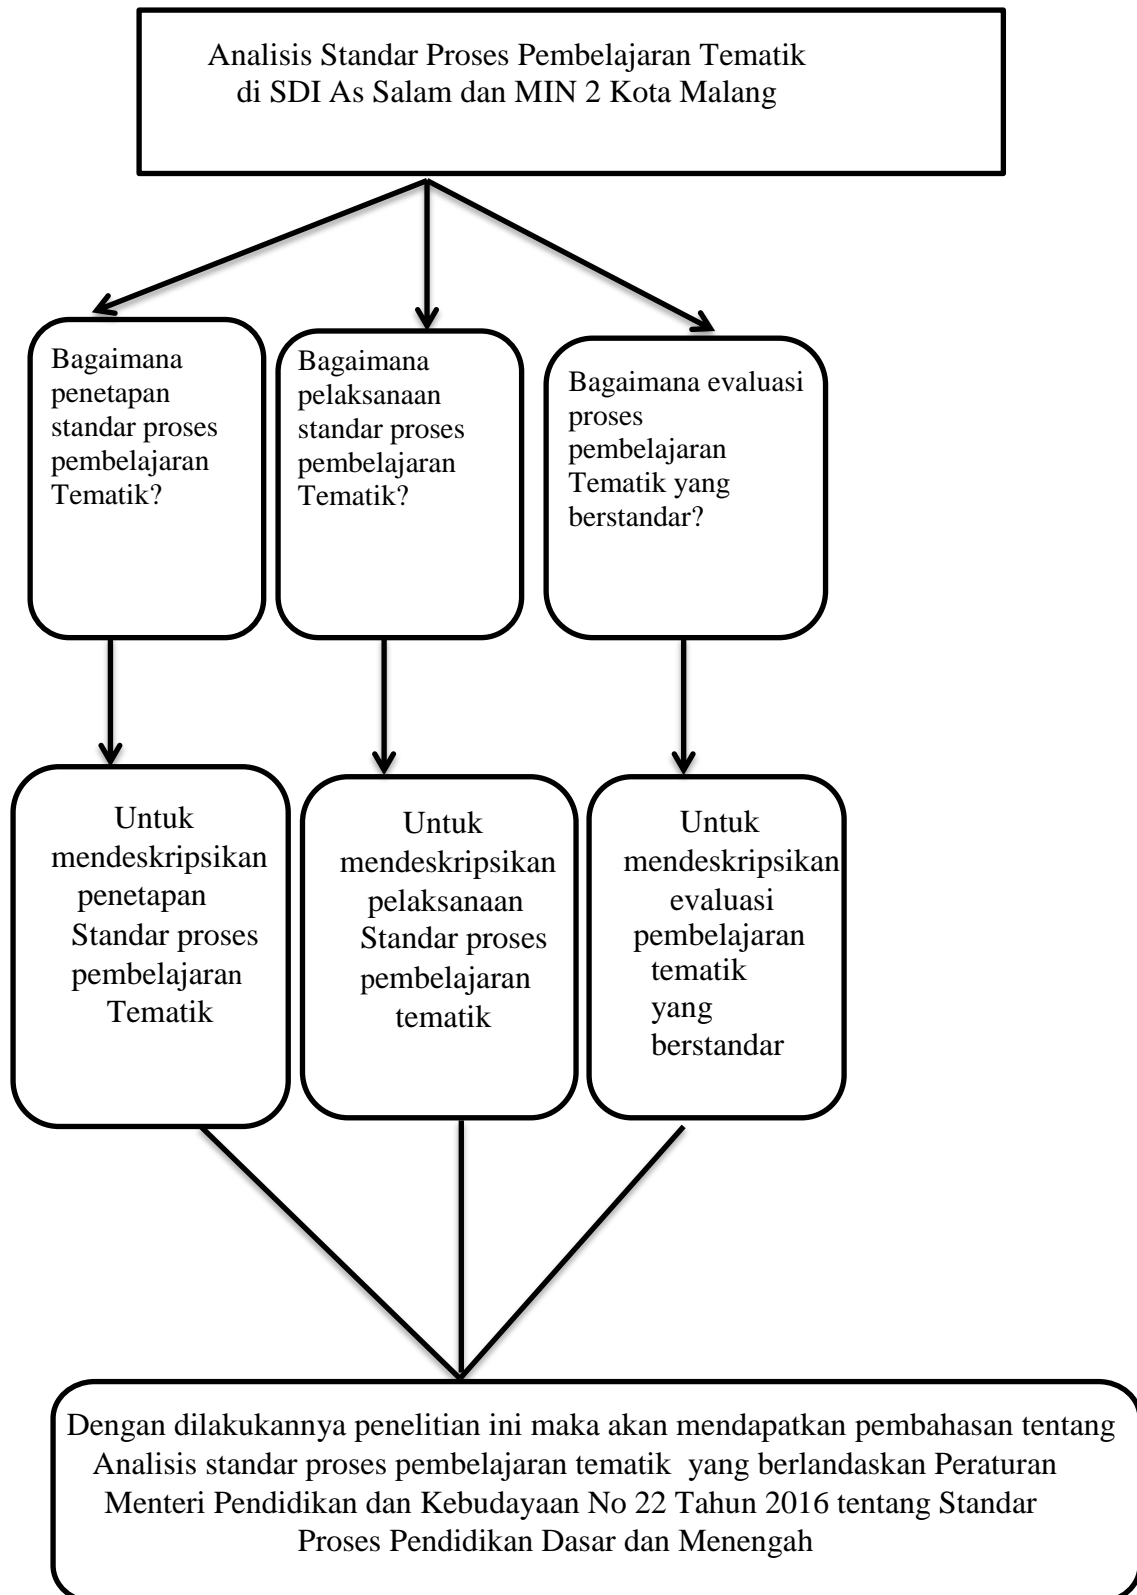 Analisis Standar Proses Pembelajaran Tematik
di SDI As Salam dan MIN 2 Kota Malang
Bagaimana
penetapan
standar proses
pembelajaran
Tematik?
Bagaimana
pelaksanaan
standar proses
pembelajaran
Tematik?
Bagaimana evaluasi
proses
pembelajaran
Tematik yang
berstandar?
Untuk
mendeskripsikan
penetapan
Standar proses
pembelajaran
Tematik
Untuk
mendeskripsikan
pelaksanaan
Standar proses
pembelajaran
tematik
Untuk
mendeskripsikan
evaluasi
pembelajaran
tematik
yang
berstandar
Dengan dilakukannya penelitian ini maka akan mendapatkan pembahasan tentang
Analisis standar proses pembelajaran tematik yang berlandaskan Peraturan
Menteri Pendidikan dan Kebudayaan No 22 Tahun 2016 tentang Standar
Proses Pendidikan Dasar dan Menengah